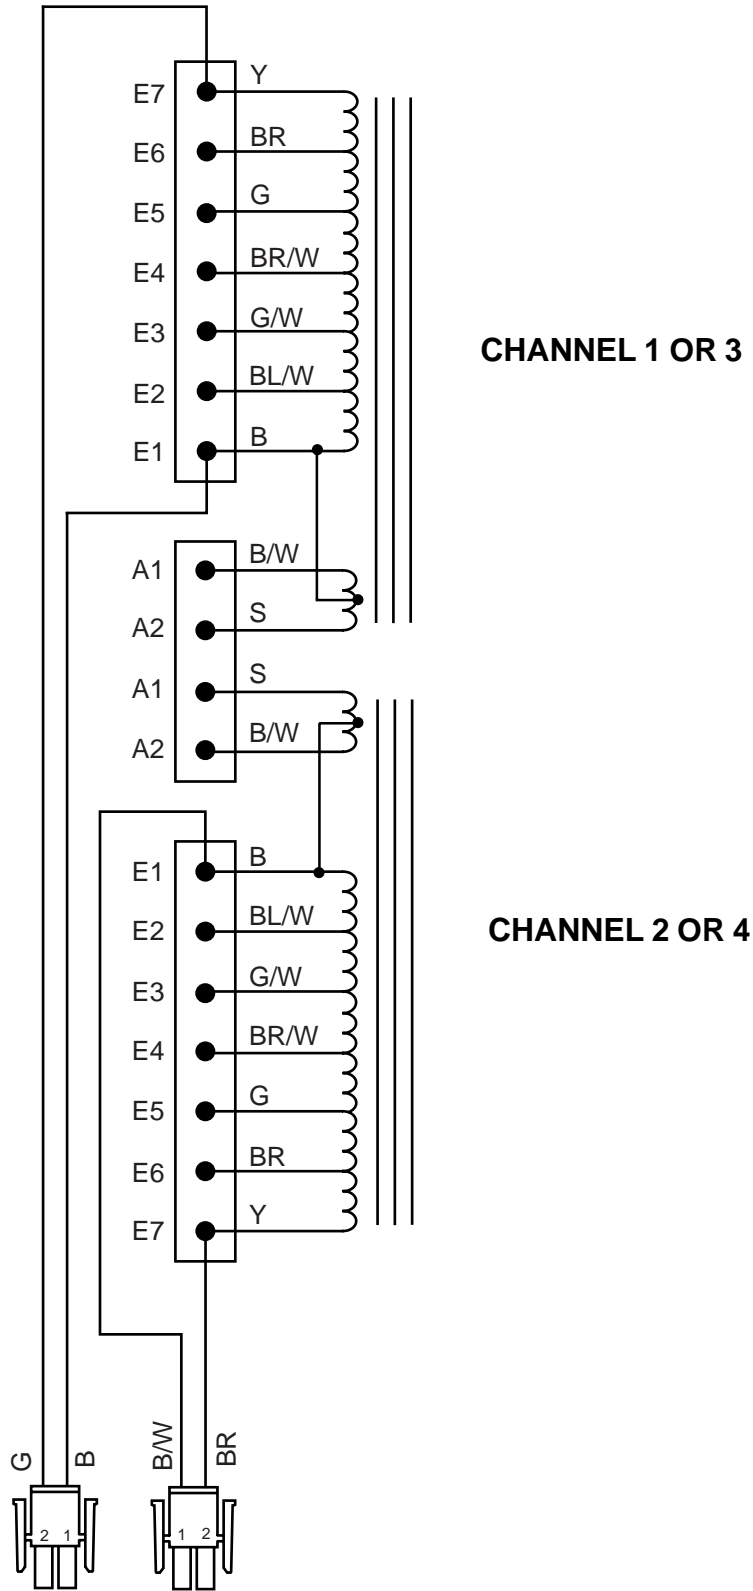 E7 Y
E6 BR
E5 G
E4 BR/W
E3 G/W
E2 BL/W
E1 B
CHANNEL 1 OR 3
A1 B/W
A2 S
A1 S
A2 B/W
E1 B
E2 BL/W
E3 G/W
E4 BR/W
E5 G
E6 BR
E7 Y
CHANNEL 2 OR 4
G B B/W BR
2 1 1 2